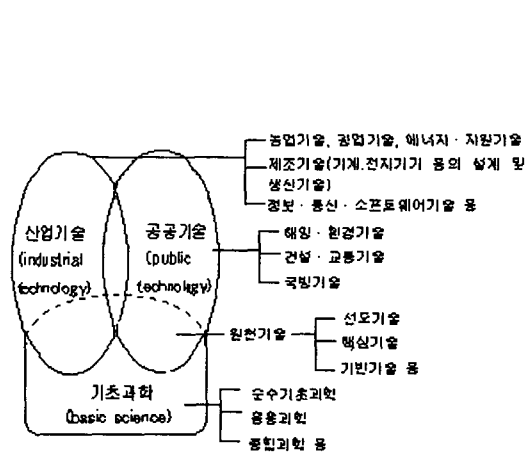 농업기술, 광업기술, 에너지 · 자원기술
제조기술(기계.전자기기 등의 설계 및
생산기술)
정보 · 통신 · 소프트웨어기술 등
산업기술
(industrial
technology)
공공기술
(public
technology)
해양 · 환경기술
건설 · 교통기술
국방기술
원천기술
선도기술
핵심기술
기반기술 등
기초과학
(basic science)
순수기초과학
응용과학
종합과학 등